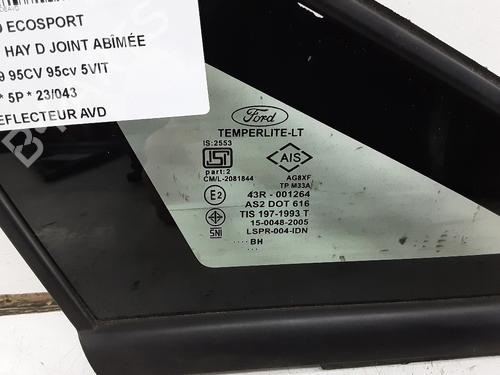 ECOSPORT
HAY D JOINT ABÎMÉE
9 95CV 95cv 5VIT
* 5P * 23/043
EFLECTEUR AVD
Ford
TEMPERLITE-LT
IS:2553
ISI
AIS
part:2
CM/L-2081844
AG8XF
TP M33A
E2
43R - 001264
AS2 DOT 616
TIS 197-1993 T
15-0048-2005
SNI
LSPR-004-IDN
.... BH